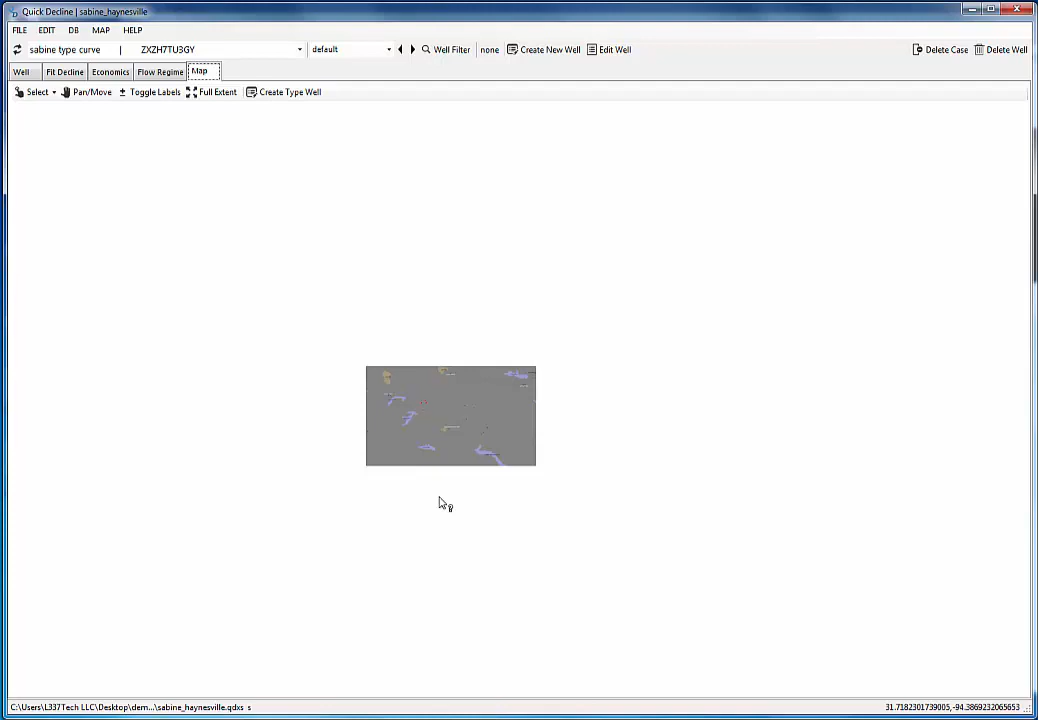 Quick Decline | sabine_haynesville
FILE EDIT DB MAP HELP
sabine type curve | ZXZH7TU3GY default Well Filter none Create New Well Edit Well Delete Case Delete Well
Well Fit Decline Economics Flow Regime Map
Select Pan/Move Toggle Labels Full Extent Create Type Well
C:\Users\L337Tech LLC\Desktop\dem...\sabine_haynesville.qdxs s 31.7182301739005,-94.3869232065653